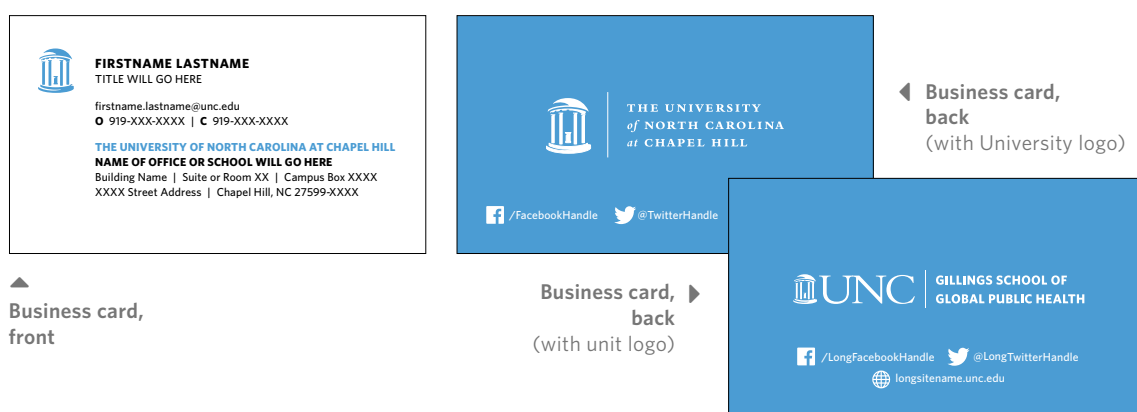 FIRSTNAME LASTNAME
TITLE WILL GO HERE
firstname.lastname@unc.edu
O 919-XXX-XXXX | C 919-XXX-XXXX
THE UNIVERSITY OF NORTH CAROLINA AT CHAPEL HILL
NAME OF OFFICE OR SCHOOL WILL GO HERE
Building Name | Suite or Room XX | Campus Box XXXX
XXXX Street Address | Chapel Hill, NC 27599-XXXX
Business card,
front
THE UNIVERSITY
of NORTH CAROLINA
at CHAPEL HILL
/FacebookHandle @TwitterHandle
Business card,
back
(with University logo)
Business card,
back
(with unit logo)
UNC GILLINGS SCHOOL OF
GLOBAL PUBLIC HEALTH
/LongFacebookHandle @LongTwitterHandle
longsitename.unc.edu